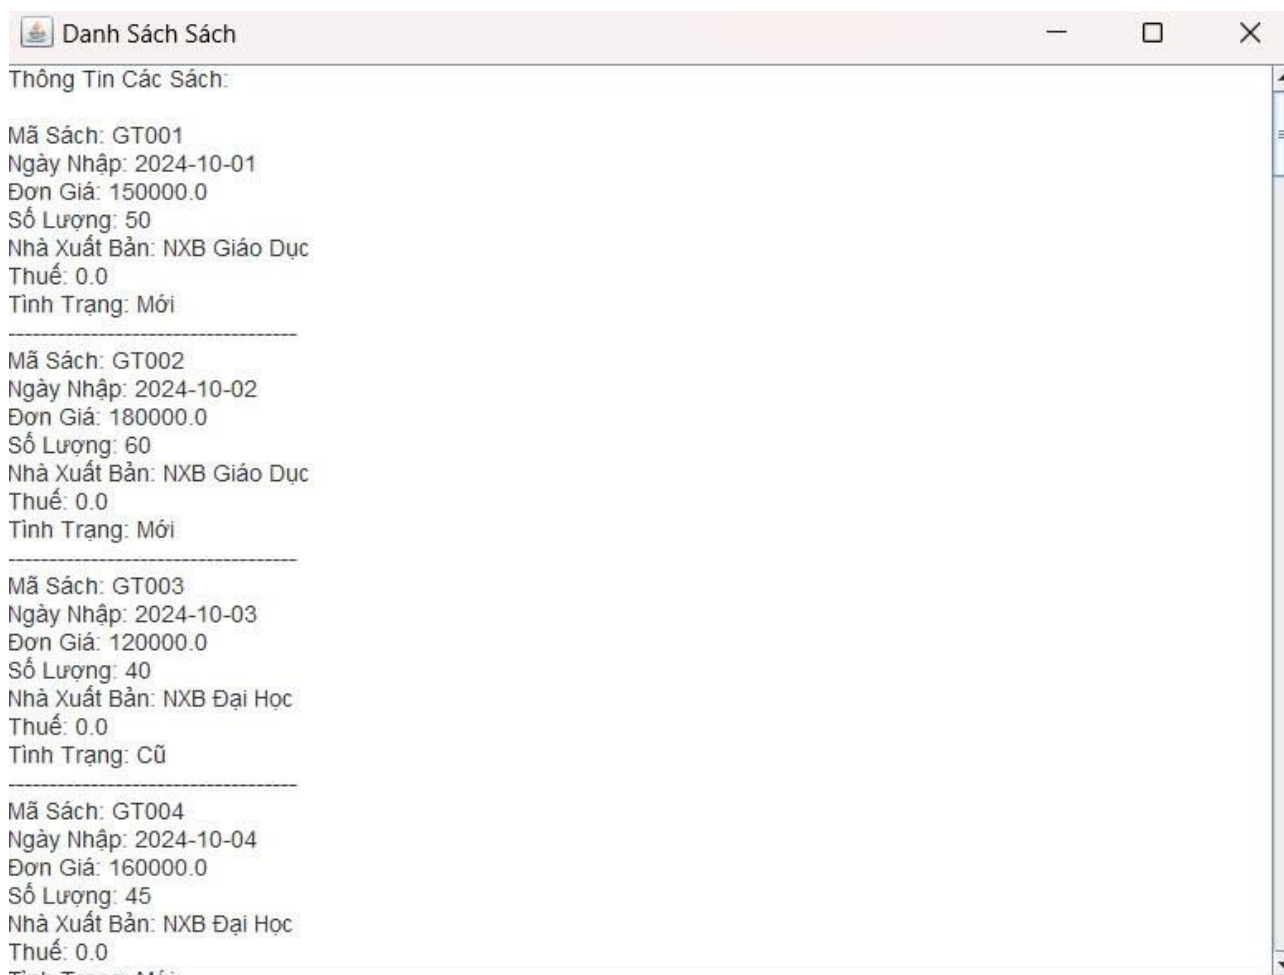 Danh Sách Sách
Thông Tin Các Sách:
Mã Sách: GT001
Ngày Nhập: 2024-10-01
Đơn Giá: 150000.0
Số Lượng: 50
Nhà Xuất Bản: NXB Giáo Dục
Thuế: 0.0
Tình Trạng: Mới
------------------------------------
Mã Sách: GT002
Ngày Nhập: 2024-10-02
Đơn Giá: 180000.0
Số Lượng: 60
Nhà Xuất Bản: NXB Giáo Dục
Thuế: 0.0
Tình Trạng: Mới
------------------------------------
Mã Sách: GT003
Ngày Nhập: 2024-10-03
Đơn Giá: 120000.0
Số Lượng: 40
Nhà Xuất Bản: NXB Đại Học
Thuế: 0.0
Tình Trạng: Cũ
------------------------------------
Mã Sách: GT004
Ngày Nhập: 2024-10-04
Đơn Giá: 160000.0
Số Lượng: 45
Nhà Xuất Bản: NXB Đại Học
Thuế: 0.0